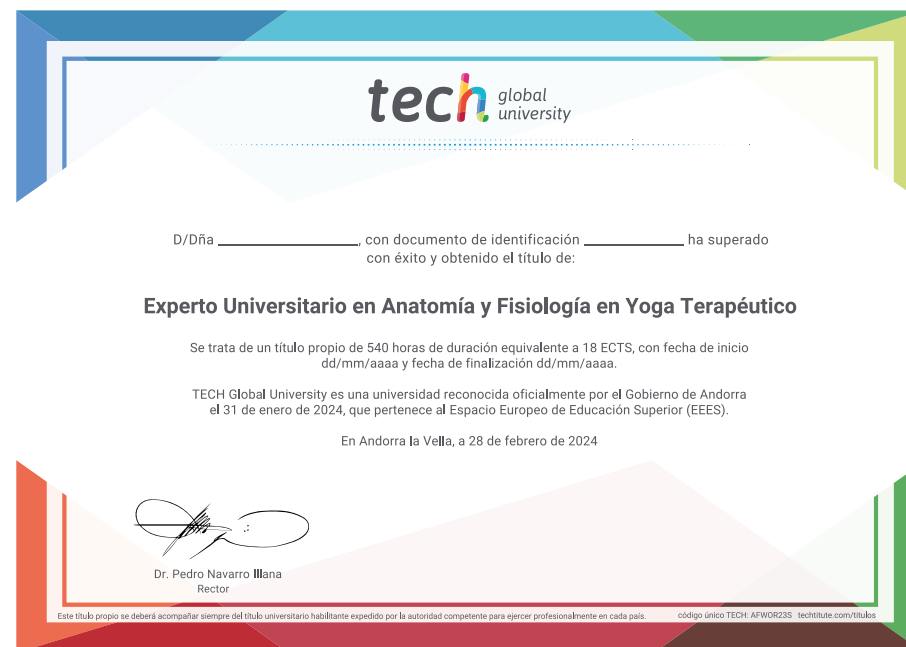 tech global university
D/Dña ____________________, con documento de identificación ______________ ha superado
con éxito y obtenido el título de:
Experto Universitario en Anatomía y Fisiología en Yoga Terapéutico
Se trata de un título propio de 540 horas de duración equivalente a 18 ECTS, con fecha de inicio
dd/mm/aaaa y fecha de finalización dd/mm/aaaa.
TECH Global University es una universidad reconocida oficialmente por el Gobierno de Andorra
el 31 de enero de 2024, que pertenece al Espacio Europeo de Educación Superior (EEES).
En Andorra la Vella, a 28 de febrero de 2024
Dr. Pedro Navarro Illana
Rector
Este título propio se deberá acompañar siempre del título universitario habilitante expedido por la autoridad competente para ejercer profesionalmente en cada país.
código único TECH: AFWOR23S techtitute.com/titulos